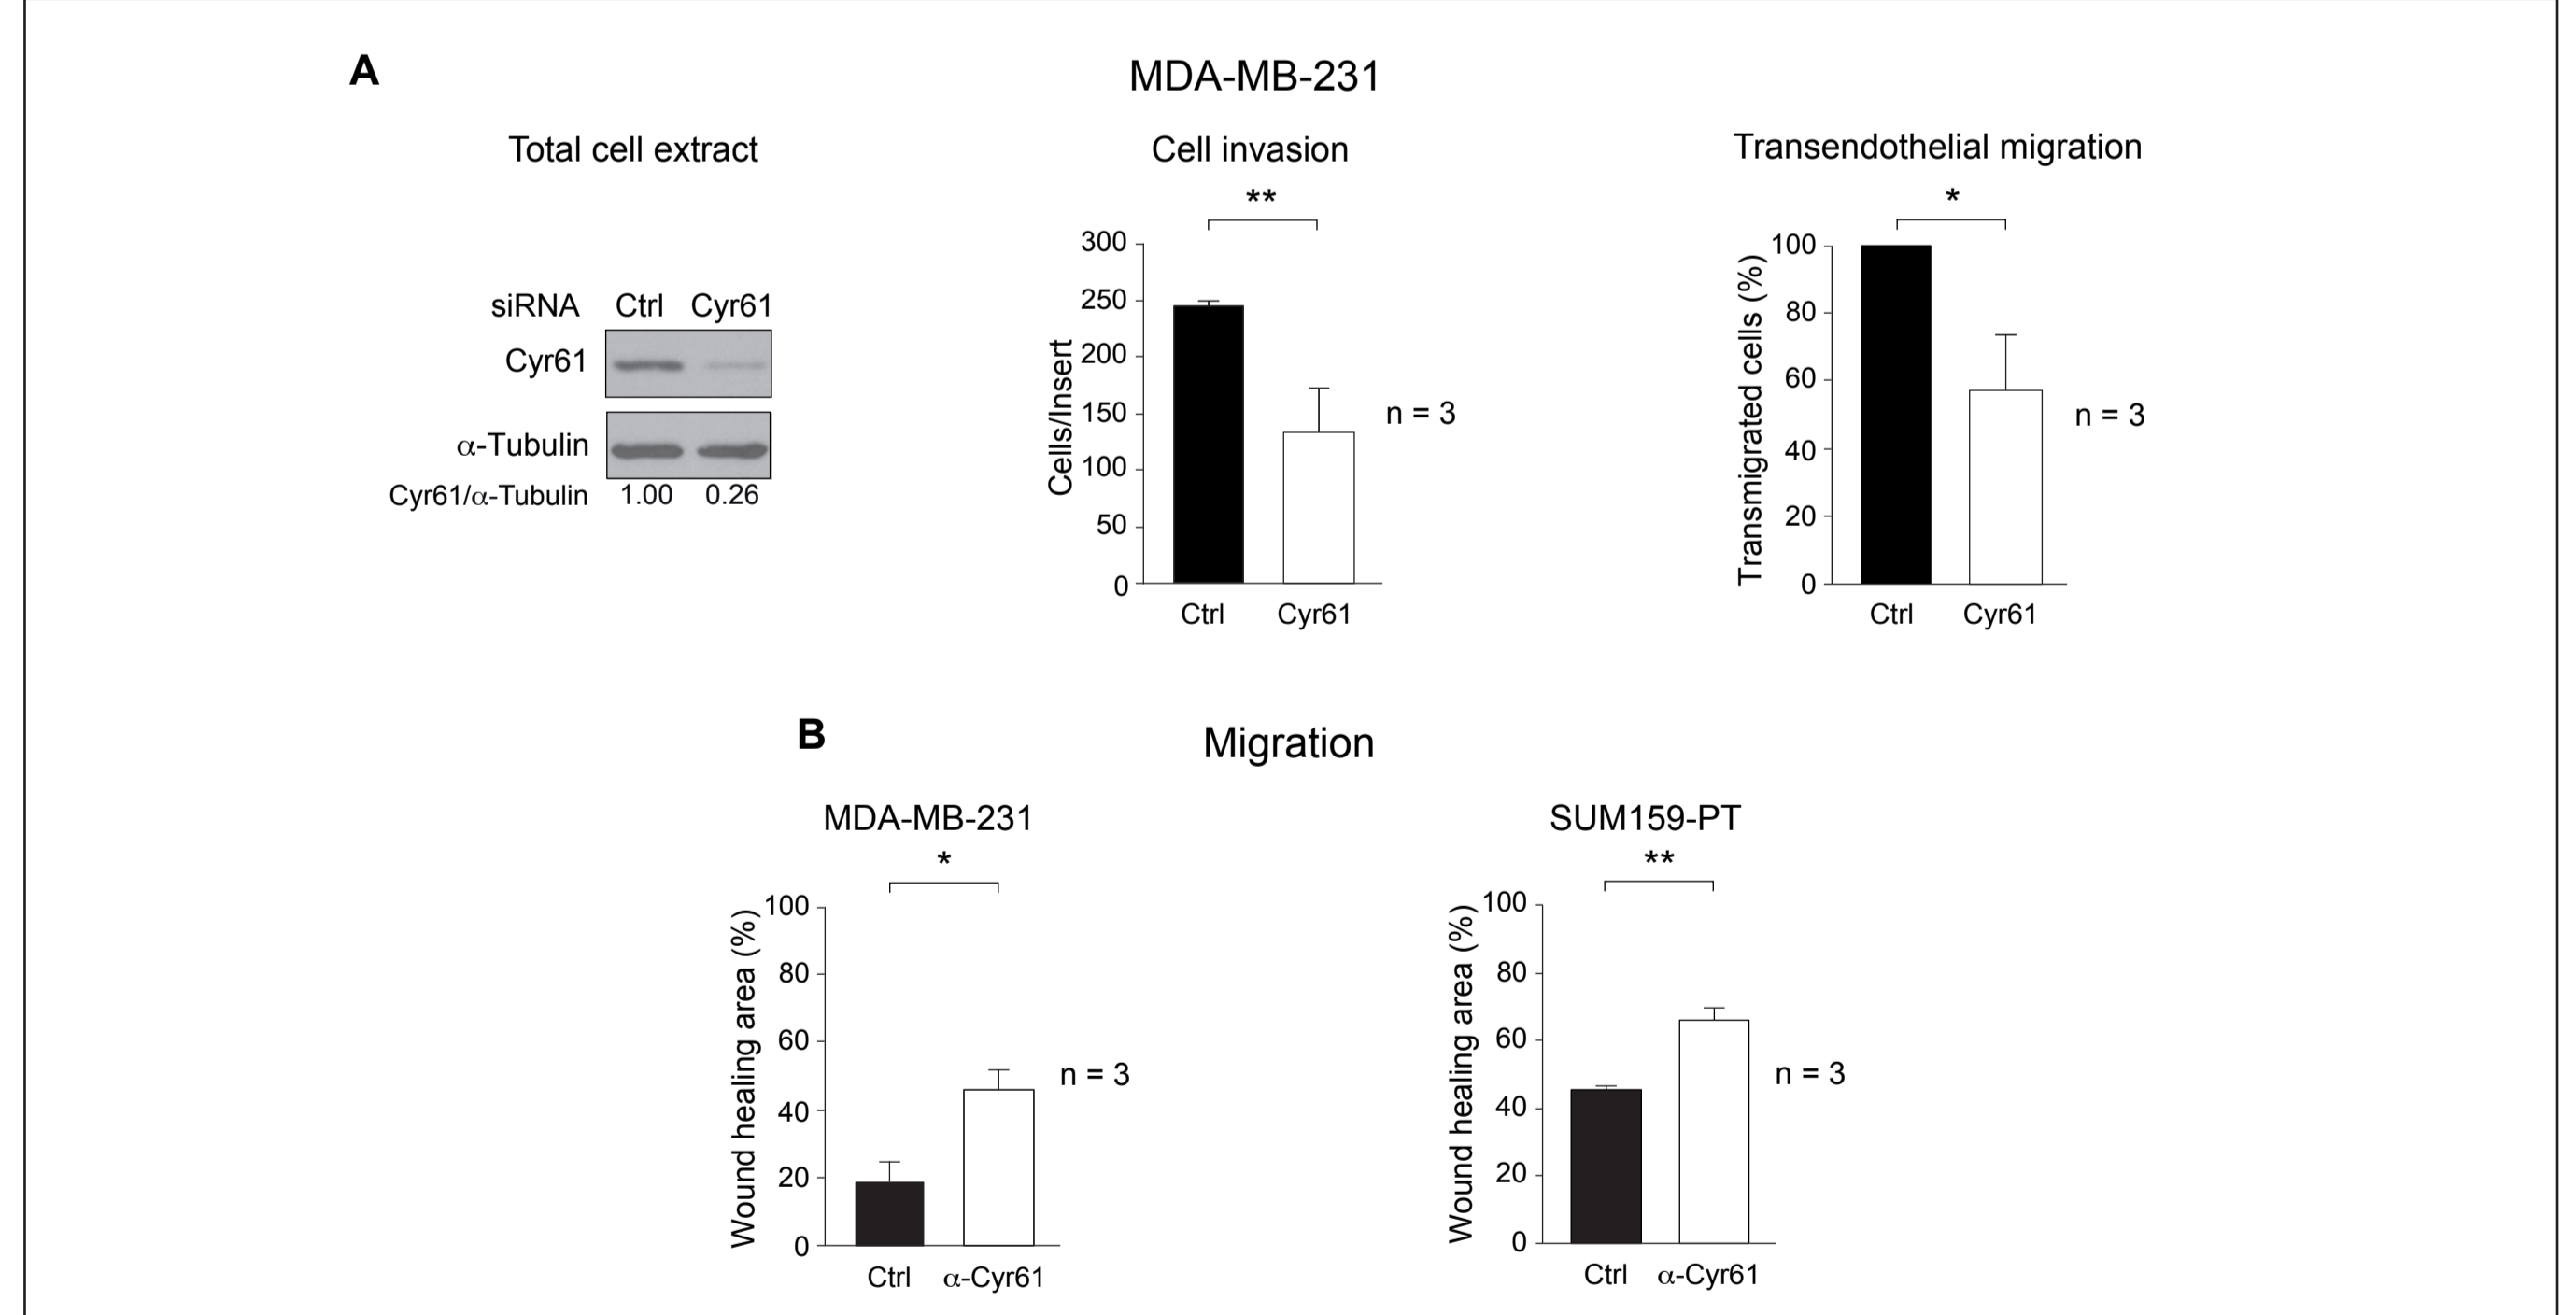 A
MDA-MB-231
Total cell extract
siRNA Ctrl Cyr61
Cyr61
α-Tubulin
Cyr61/α-Tubulin 1.00 0.26
Cell invasion
**
Cells/Insert
300
250
200
150
100
50
0
n = 3
Ctrl Cyr61
Transendothelial migration
*
Transmigrated cells (%)
100
80
60
40
20
0
n = 3
Ctrl Cyr61
B
Migration
MDA-MB-231
*
Wound healing area (%)
100
80
60
40
20
0
n = 3
Ctrl α-Cyr61
SUM159-PT
**
Wound healing area (%)
100
80
60
40
20
0
n = 3
Ctrl α-Cyr61